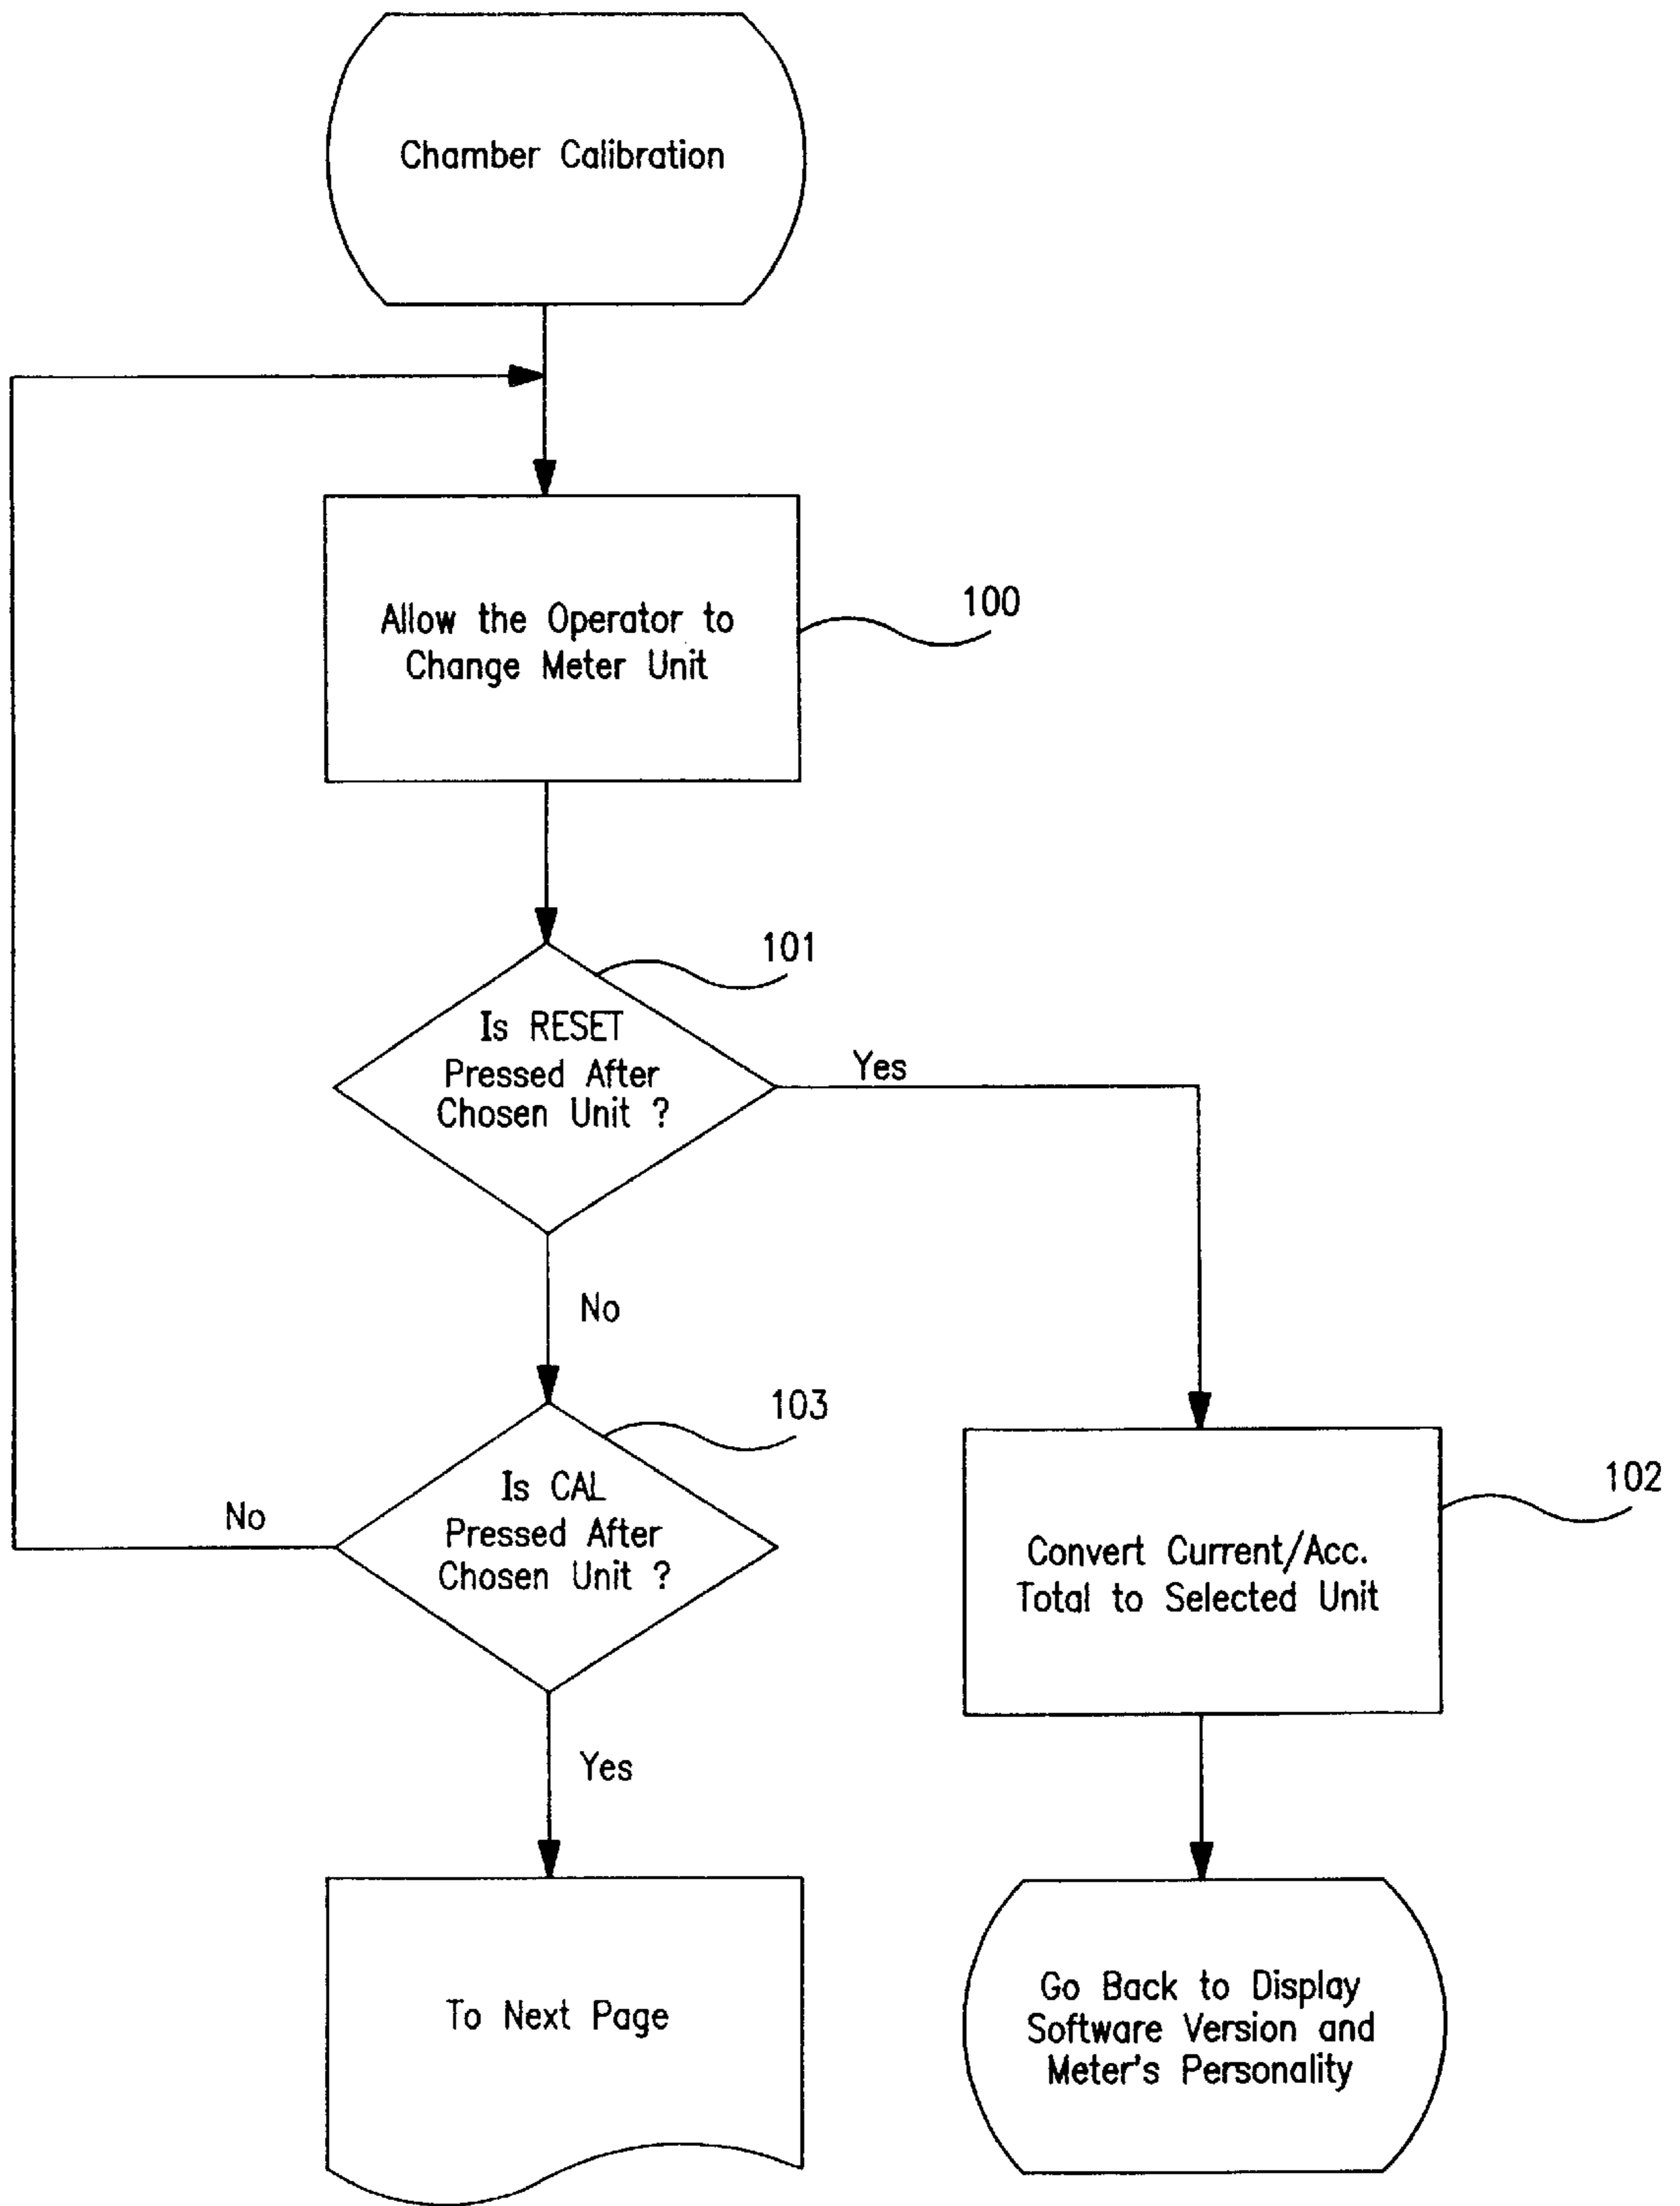 Chamber Calibration
Allow the Operator to
Change Meter Unit
100
101
Is RESET
Pressed After
Chosen Unit ?
Yes
No
103
Is CAL
Pressed After
Chosen Unit ?
No
Yes
102
Convert Current/Acc.
Total to Selected Unit
To Next Page
Go Back to Display
Software Version and
Meter's Personality